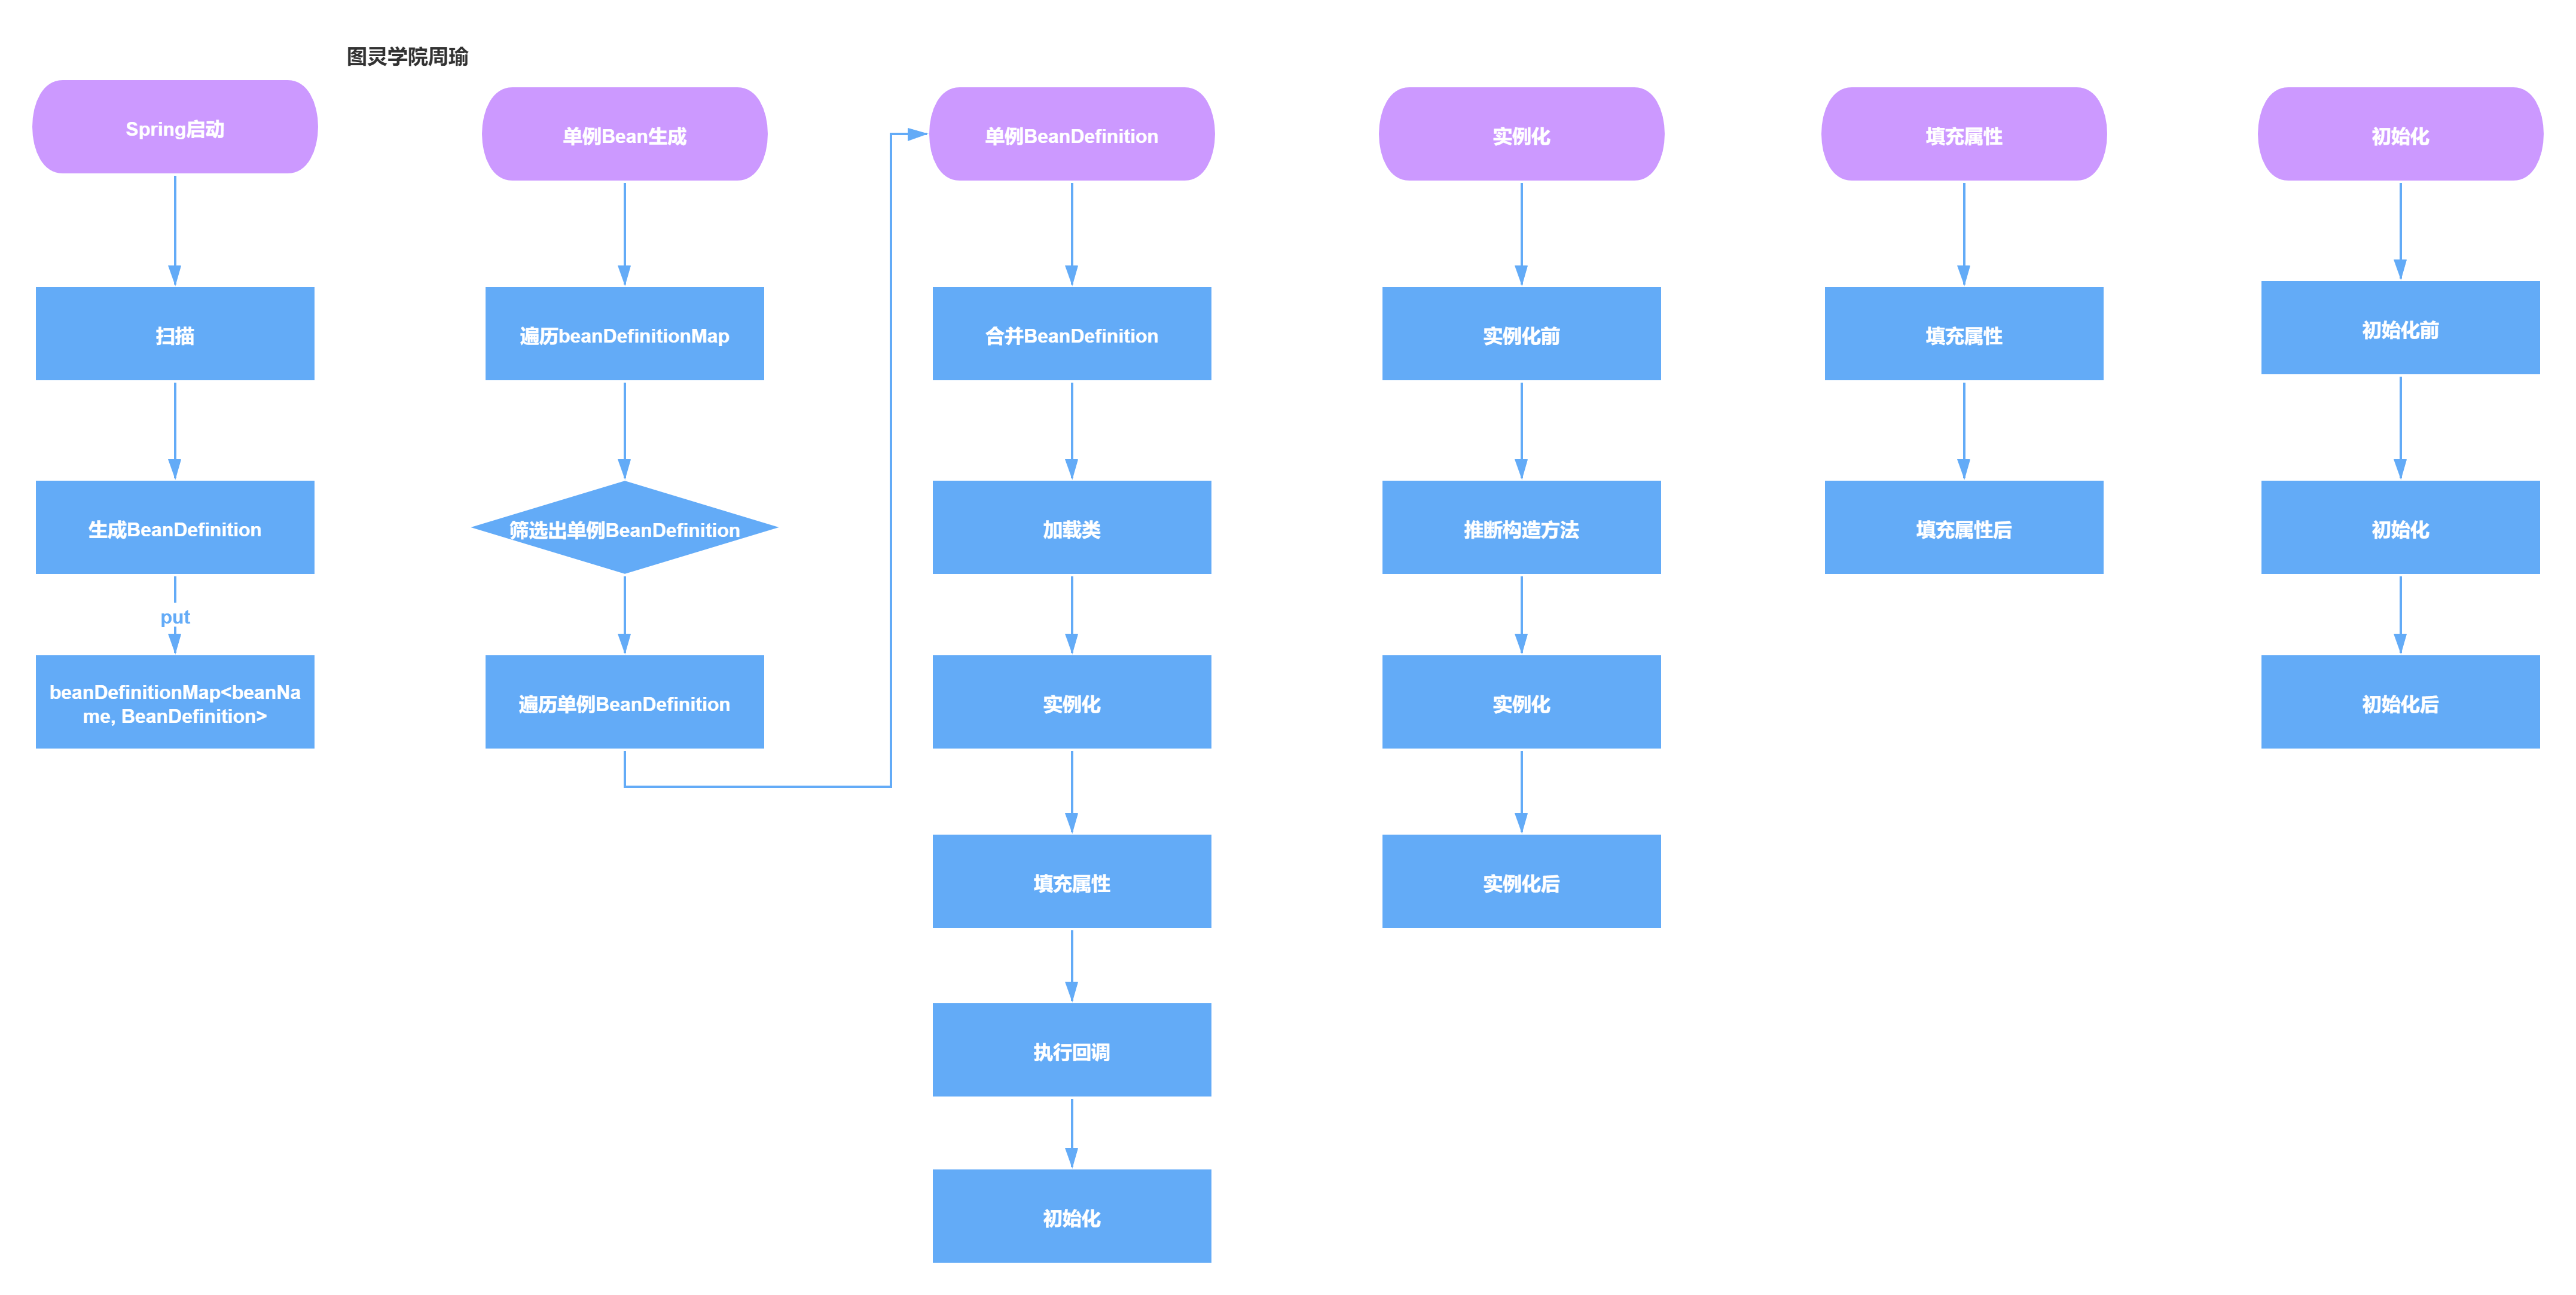 图灵学院周瑜
Spring启动
扫描
生成BeanDefinition
put
beanDefinitionMap<beanNa
me, BeanDefinition>
单例Bean生成
遍历beanDefinitionMap
筛选出单例BeanDefinition
遍历单例BeanDefinition
单例BeanDefinition
合并BeanDefinition
加载类
实例化
填充属性
执行回调
初始化
实例化
实例化前
推断构造方法
实例化
实例化后
填充属性
填充属性
填充属性后
初始化
初始化前
初始化
初始化后